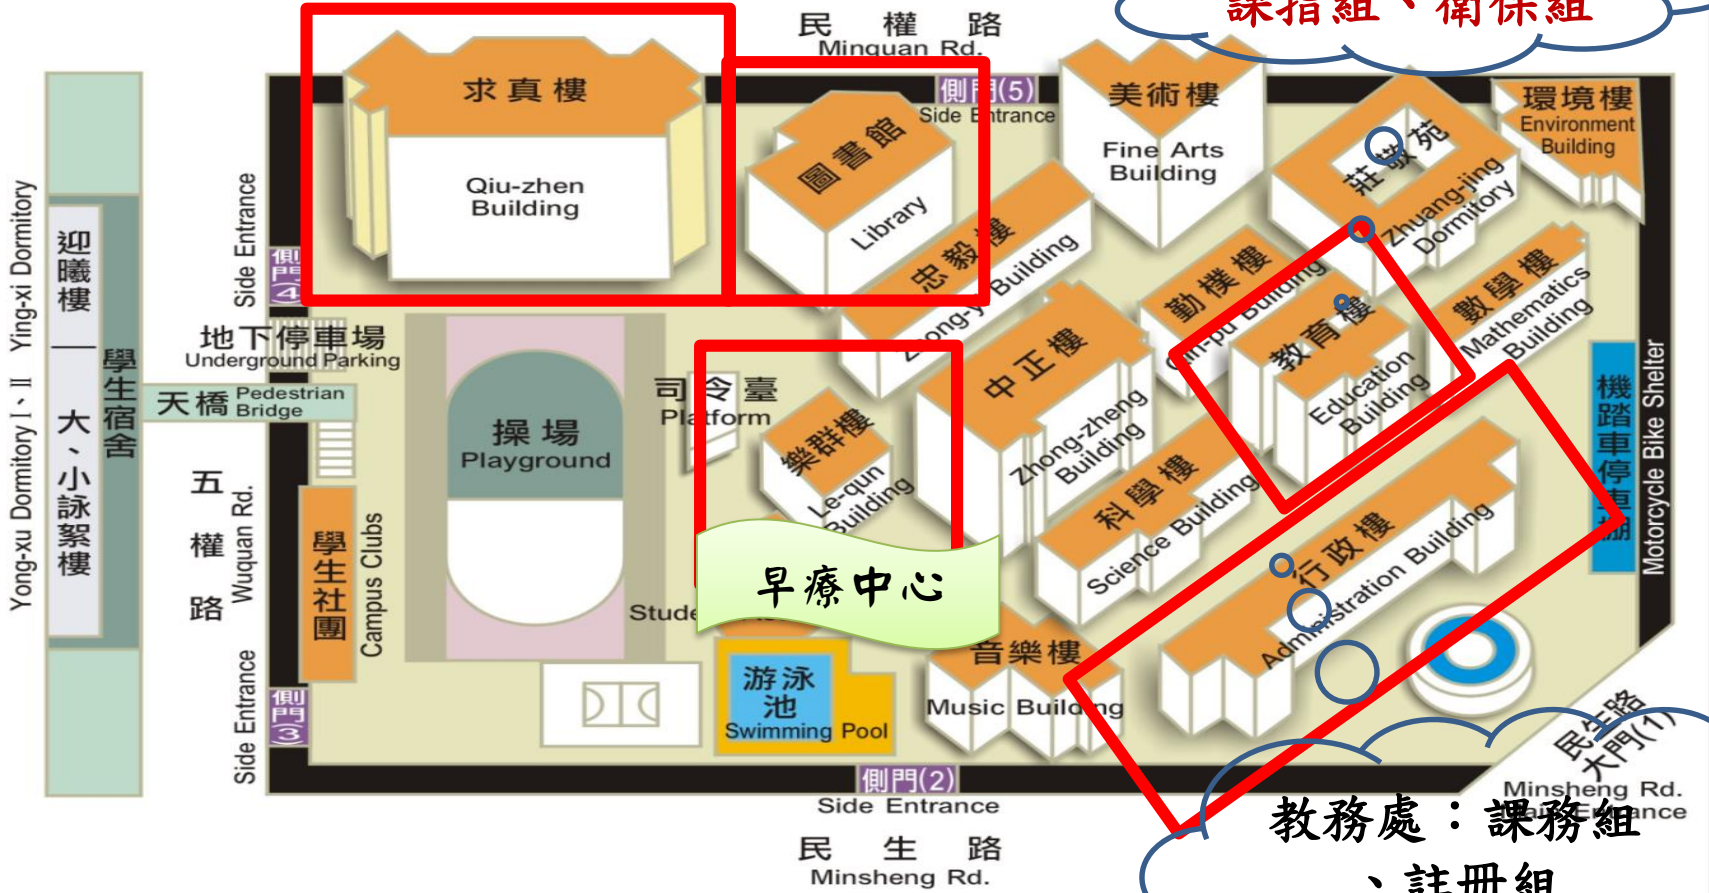 課指組、衛保組
民權路
Minquan Rd.
求真樓
Qiu-zhen
Building
圖書館
Library
側門(5)
Side Entrance
美術樓
Fine Arts
Building
莊敬苑
Zhuang-jing
Dormitory
環境樓
Environment
Building
Side Entrance
側門(4)
忠毅樓
Zhong-yi Building
勤樸樓
Qin-pu Building
教育樓
Education
Building
數學樓
Mathematics
Building
Ying-xi Dormitory
Yong-xu Dormitory I、II
迎曦樓
大、小詠絮樓
學生宿舍
地下停車場
Underground Parking
天橋
Pedestrian
Bridge
操場
Playground
司令臺
Platform
樂群樓
Le-qun
Building
中正樓
Zhong-zheng
Building
科學樓
Science Building
行政樓
Administration Building
機踏車停車棚
Motorcycle Bike Shelter
五權路
Wuquan Rd.
學生社團
Campus Clubs
早療中心
Stude
音樂樓
Music Building
游泳池
Swimming Pool
Side Entrance
側門(3)
側門(2)
Side Entrance
民生路
Minsheng Rd.
民生路
大門(1)
Minsheng Rd.
Main Entrance
教務處：課務組
、註冊組